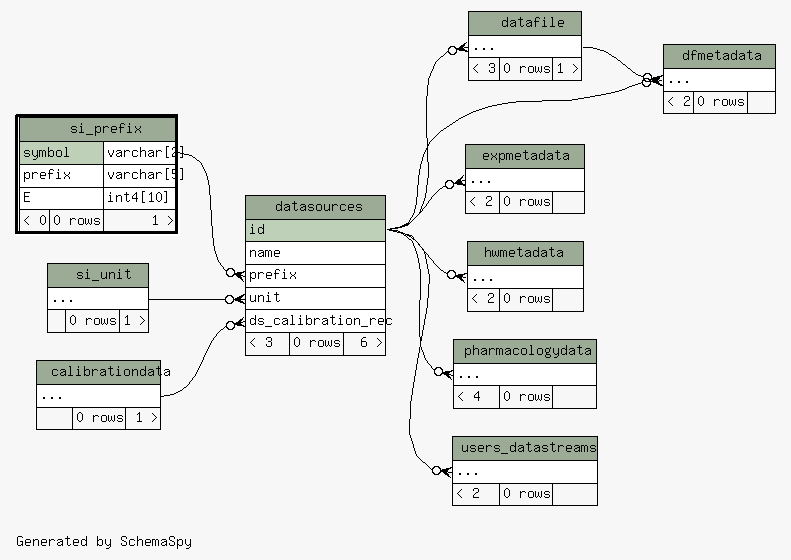 datafile
...
< 3 0 rows 1 >
dfmetadata
...
< 2 0 rows
si_prefix
symbol varchar[2]
prefix varchar[5]
E int4[10]
< 0 0 rows 1 >
expmetadata
...
< 2 0 rows
datasources
id
name
prefix
unit
ds_calibration_rec
< 3 0 rows 6 >
si_unit
...
0 rows 1 >
hwmetadata
...
< 2 0 rows
calibrationdata
...
0 rows 1 >
pharmacologydata
...
< 4 0 rows
users_datastreams
...
< 2 0 rows
Generated by SchemaSpy